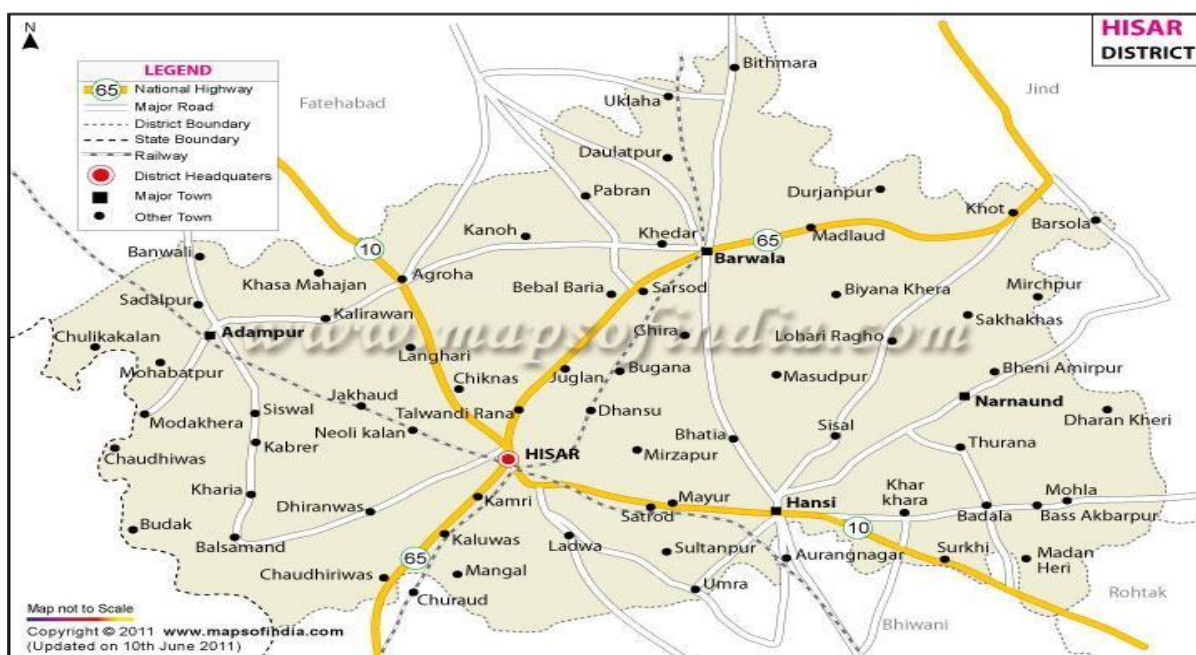 N
HISAR
DISTRICT
LEGEND
65 National Highway
Major Road
District Boundary
State Boundary
Railway
District Headquaters
Major Town
Other Town
Fatehabad
Jind
Bithmara
Uklaha
Daulatpur
Pabran
Durjanpur
Khot
Barsola
Kanoh
Khedar
65
Madlaud
Barwala
10
Banwali
Agroha
Khasa Mahajan
Bebal Baria
Sarsod
Biyana Khera
Mirchpur
Sadalpur
Kalirawan
Sakhakhas
Adampur
www.mapsofindia.com
Ghira
Lohari Ragho
Chulikakalan
Langhari
Mohabatpur
Chiknas
Juglan
Bugana
Masudpur
Bheni Amirpur
Jakhaud
Narnaund
Modakhera
Siswal
Talwandi Rana
Dhansu
Dharan Kheri
Neoli kalan
Bhatia
Sisal
Kabrer
Thurana
Chaudhiwas
HISAR
Mirzapur
Kharia
Kamri
Mayur
Hansi
Khar
khara
Mohla
Dhiranwas
Satrod
Badala
Bass Akbarpur
Budak
10
Balsamand
Kaluwas
Ladwa
Sultanpur
Aurangnagar
Surkhi
Madan
Heri
65
Chaudhiriwas
Mangal
Churaud
Umra
Rohtak
Bhiwani
Map not to Scale
Copyright © 2011 www.mapsofindia.com
(Updated on 10th June 2011)